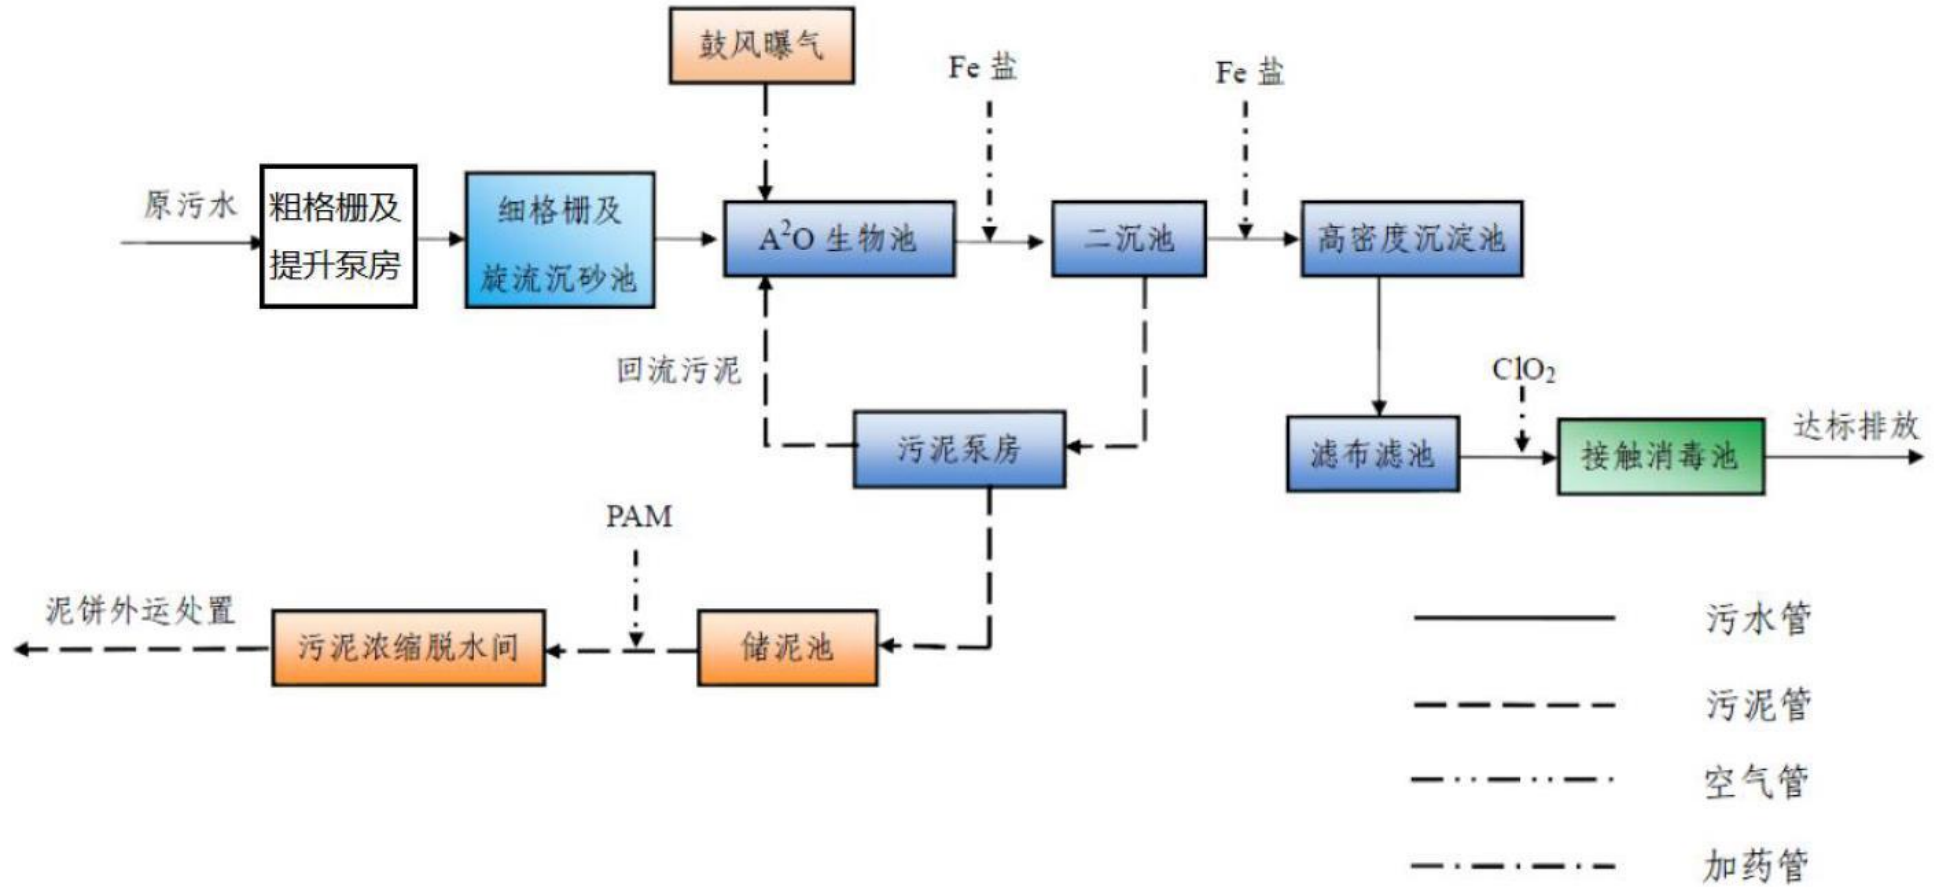 鼓风曝气
Fe 盐
Fe 盐
原污水
粗格栅及
提升泵房
细格栅及
旋流沉砂池
A²O 生物池
二沉池
高密度沉淀池
回流污泥
污泥泵房
ClO₂
滤布滤池
接触消毒池
达标排放
PAM
泥饼外运处置
污泥浓缩脱水间
储泥池
污水管
污泥管
空气管
加药管